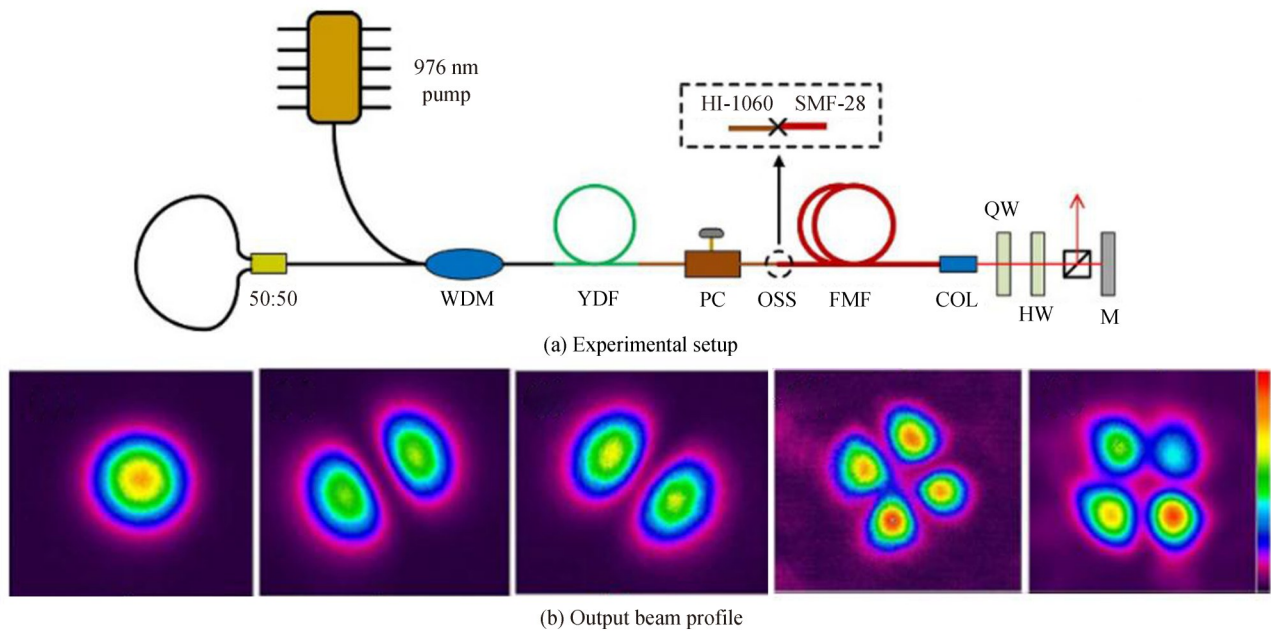 976 nm
pump
HI-1060 SMF-28
QW
50:50
WDM
YDF
PC
OSS
FMF
COL
HW
M
(a) Experimental setup
(b) Output beam profile